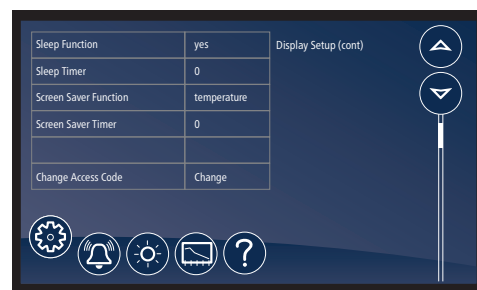 Sleep Function yes Display Setup (cont)
Sleep Timer 0
Screen Saver Function temperature
Screen Saver Timer 0
Change Access Code Change
?